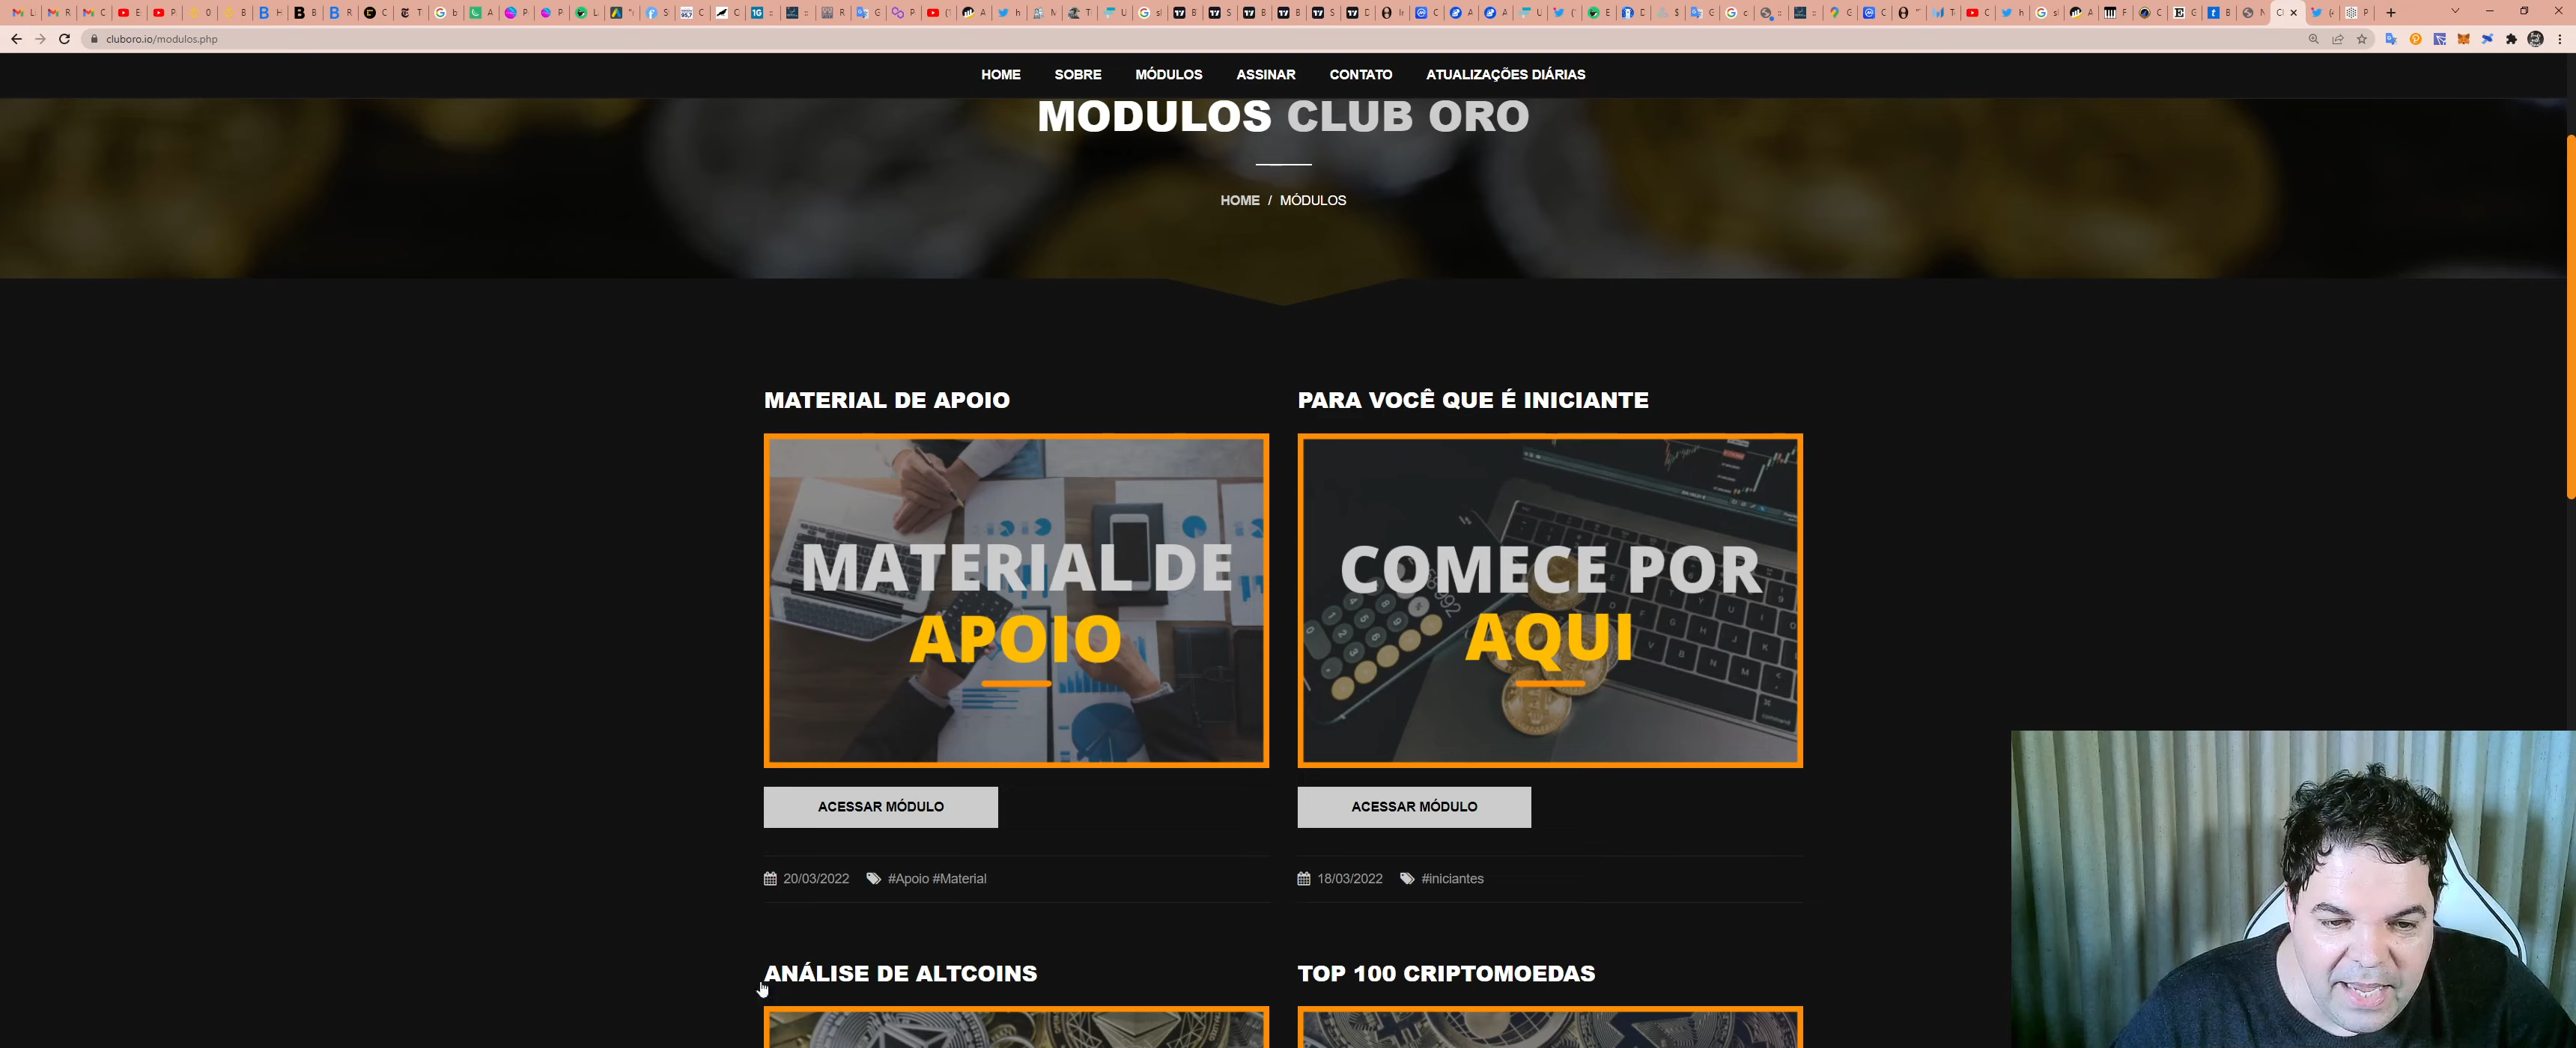 cluboro.io/modulos.php
HOME SOBRE MÓDULOS ASSINAR CONTATO ATUALIZAÇÕES DIÁRIAS
MODULOS CLUB ORO
HOME / MÓDULOS
MATERIAL DE APOIO
PARA VOCÊ QUE É INICIANTE
MATERIAL DE
APOIO
COMECE POR
AQUI
ACESSAR MÓDULO
ACESSAR MÓDULO
20/03/2022 #Apoio #Material
18/03/2022 #iniciantes
ANÁLISE DE ALTCOINS
TOP 100 CRIPTOMOEDAS